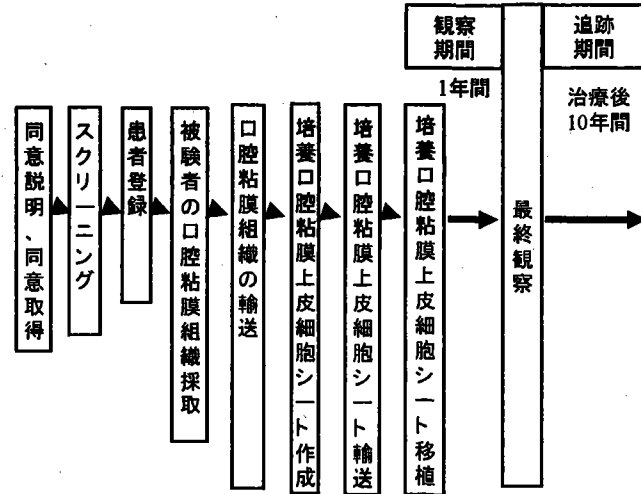 観察
期間
追跡
期間
1年間
治療後
10年間
同意説明、同意取得
スクリーニング
患者登録
被験者の口腔粘膜組織採取
口腔粘膜組織の輸送
培養口腔粘膜上皮細胞シート作成
培養口腔粘膜上皮細胞シート輸送
培養口腔粘膜上皮細胞シート移植
最終観察